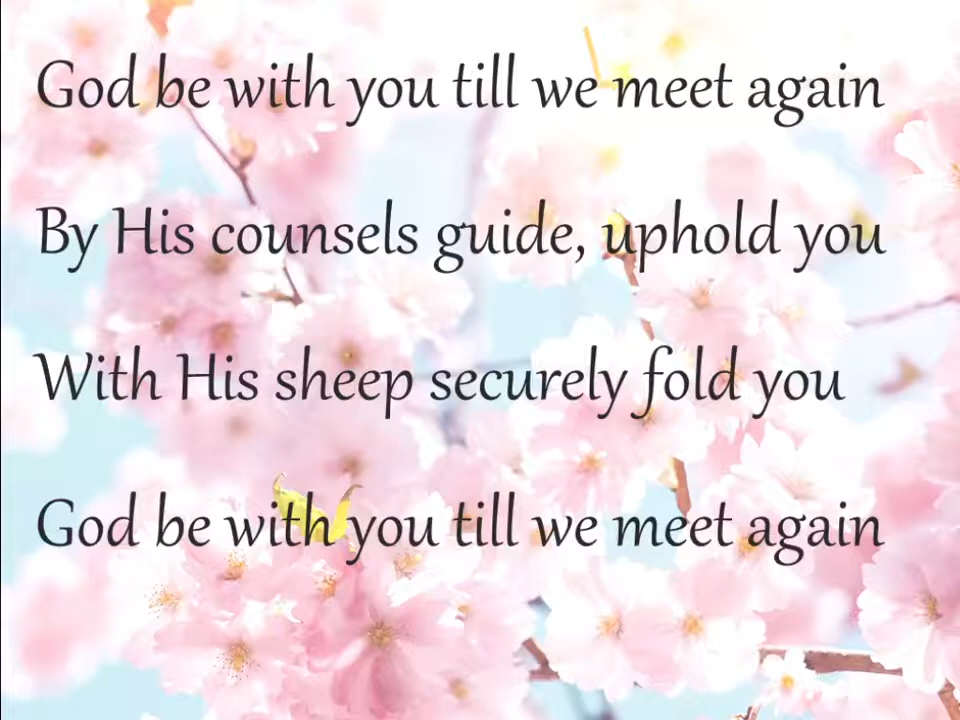 God be with you till we meet again
By His counsels guide, uphold you
With His sheep securely fold you
God be with you till we meet again